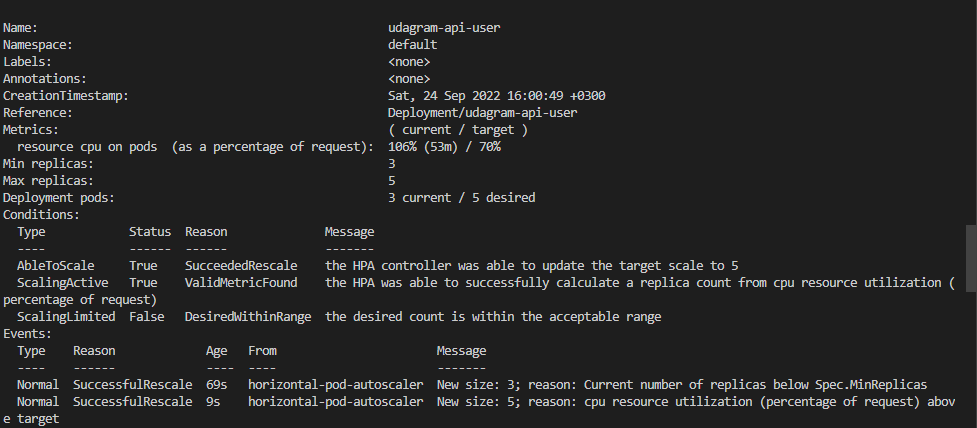 Name: udagram-api-user
Namespace: default
Labels: <none>
Annotations: <none>
CreationTimestamp: Sat, 24 Sep 2022 16:00:49 +0300
Reference: Deployment/udagram-api-user
Metrics: ( current / target )
resource cpu on pods (as a percentage of request): 106% (53m) / 70%
Min replicas: 3
Max replicas: 5
Deployment pods: 3 current / 5 desired
Conditions:
Type Status Reason Message
---- ------ ------ -------
AbleToScale True SucceededRescale the HPA controller was able to update the target scale to 5
ScalingActive True ValidMetricFound the HPA was able to successfully calculate a replica count from cpu resource utilization (
percentage of request)
ScalingLimited False DesiredWithinRange the desired count is within the acceptable range
Events:
Type Reason Age From Message
---- ------ ---- ---- -------
Normal SuccessfulRescale 69s horizontal-pod-autoscaler New size: 3; reason: Current number of replicas below Spec.MinReplicas
Normal SuccessfulRescale 9s horizontal-pod-autoscaler New size: 5; reason: cpu resource utilization (percentage of request) abov
e target